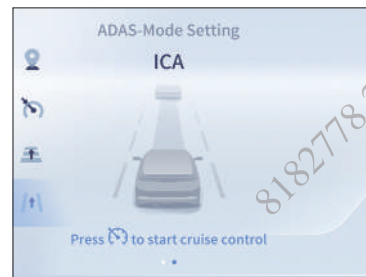 ADAS-Mode Setting
ICA
Press to start cruise control
8182778.